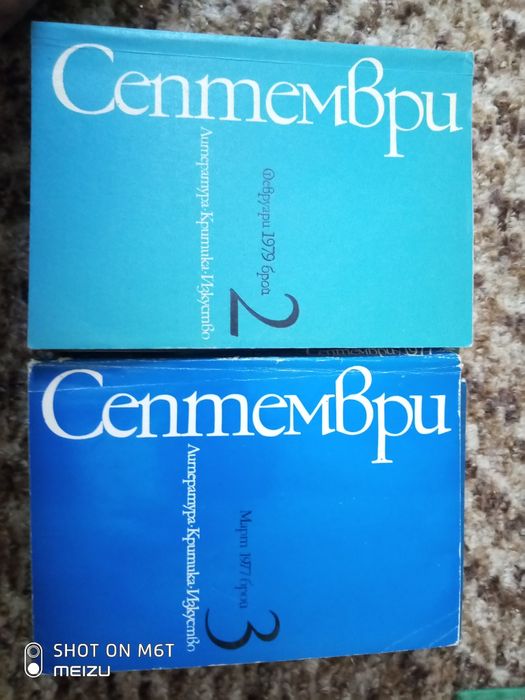 Септември
Литература·Критика·Изкуство
Февруари 1979 брой
2
Септември
Литература·Критика·Изкуство
Март 1977 брой
3
SHOT ON M6T
MEIZU